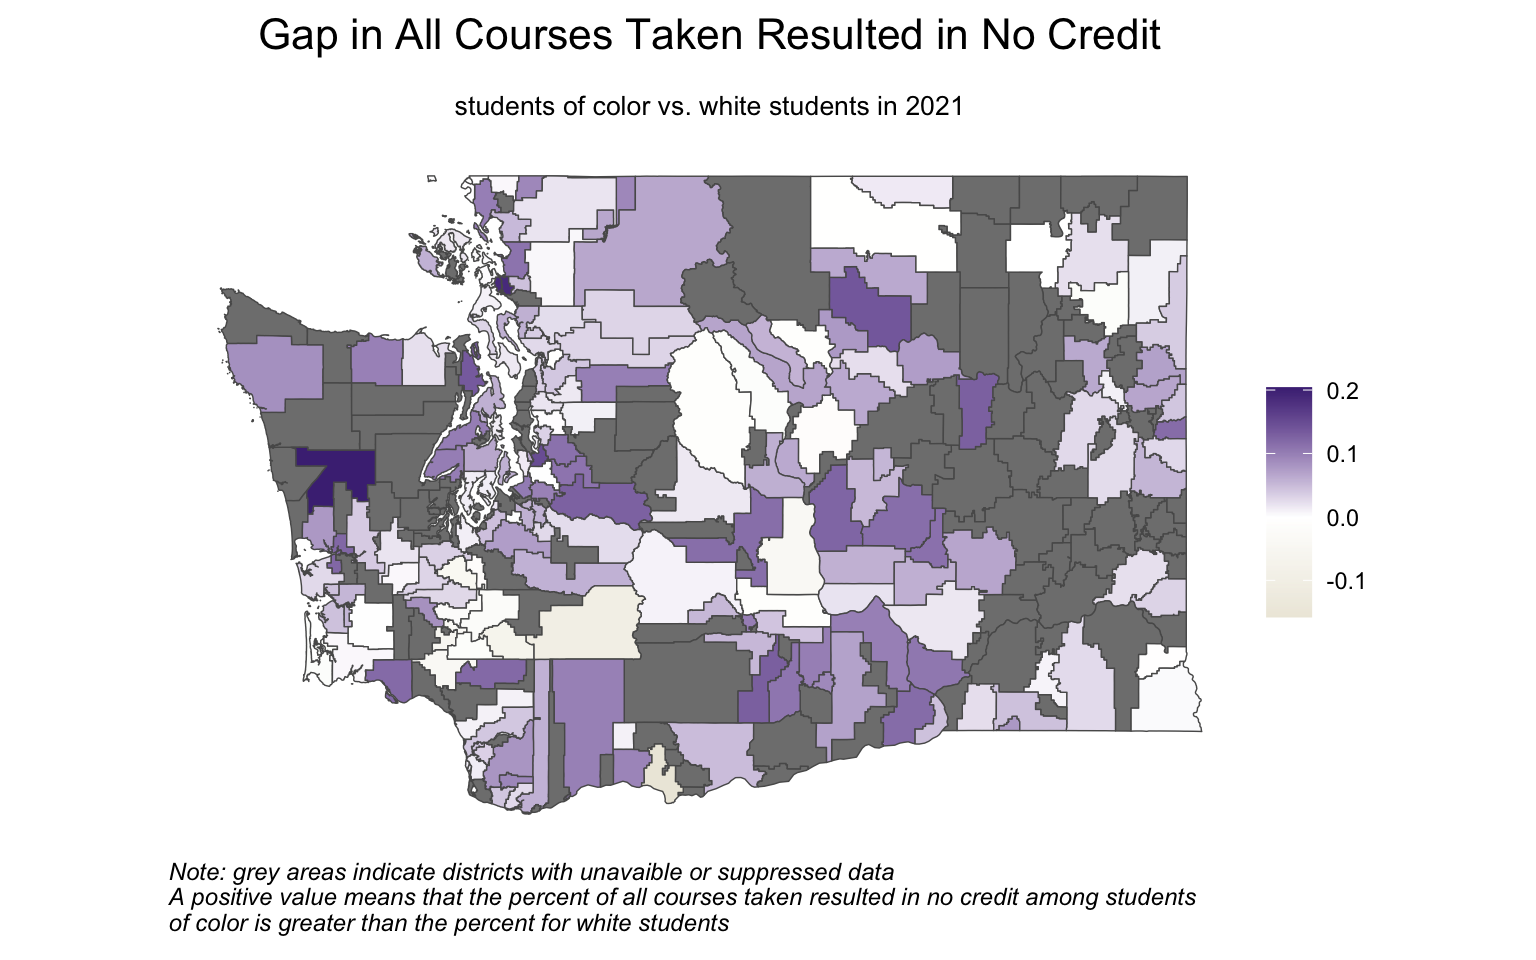 Gap in All Courses Taken Resulted in No Credit
students of color vs. white students in 2021
0.2
0.1
0.0
-0.1
Note: grey areas indicate districts with unavaible or suppressed data
A positive value means that the percent of all courses taken resulted in no credit among students
of color is greater than the percent for white students